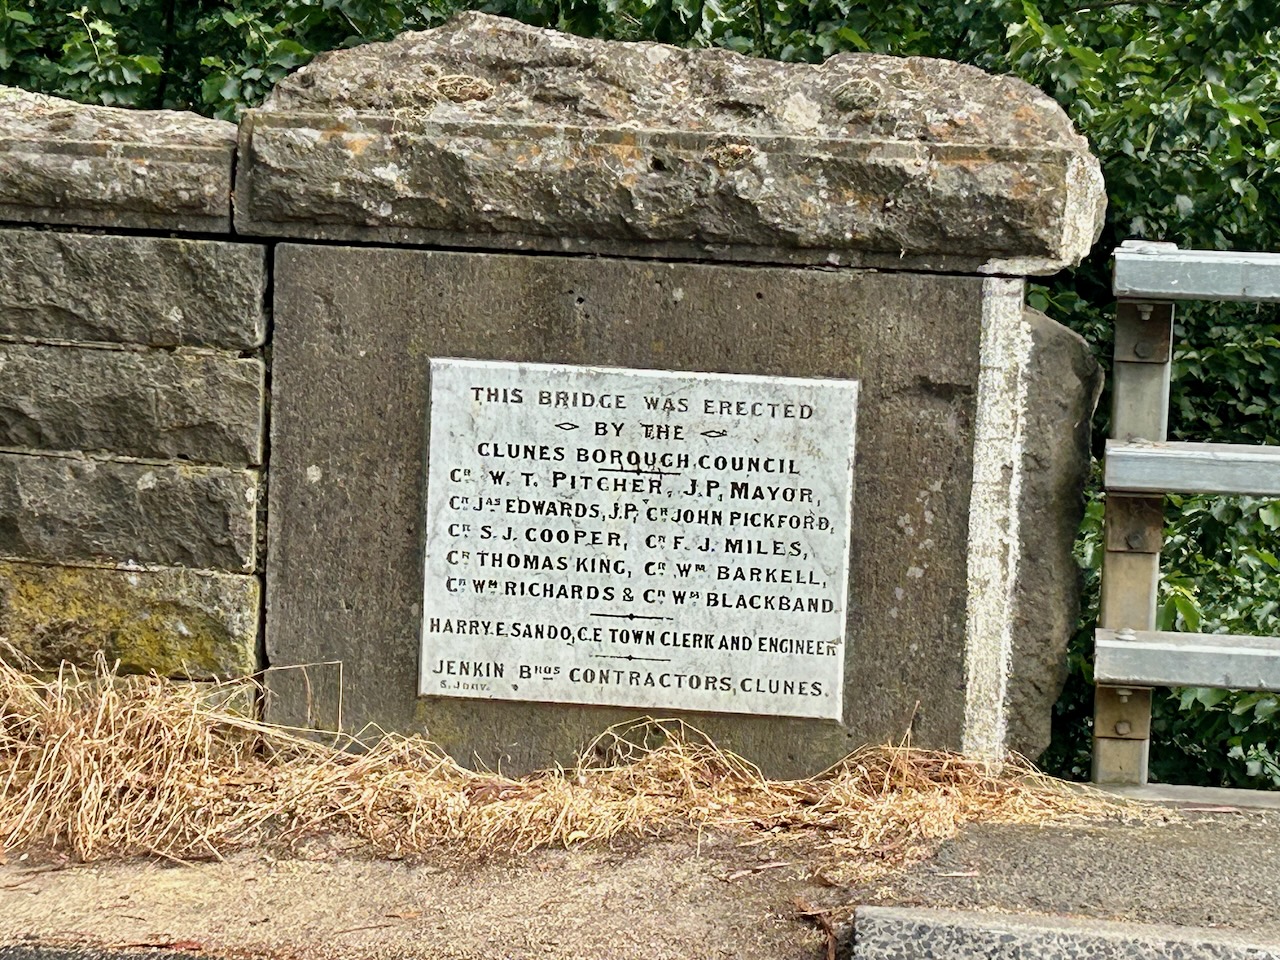 THIS BRIDGE WAS ERECTED
BY THE
CLUNES BOROUGH COUNCIL
CR. W. T. PITCHER, J.P. MAYOR,
CR. JAS EDWARDS, J.P., CR. JOHN PICKFORD,
CR. S. J. COOPER, CR. F. J. MILES,
CR. THOMAS KING, CR. WM. BARKELL,
CR. WM. RICHARDS & CR. WM. BLACKBAND.
HARRY. E. SANDO, C.E TOWN CLERK AND ENGINEER
JENKIN BROS CONTRACTORS, CLUNES.